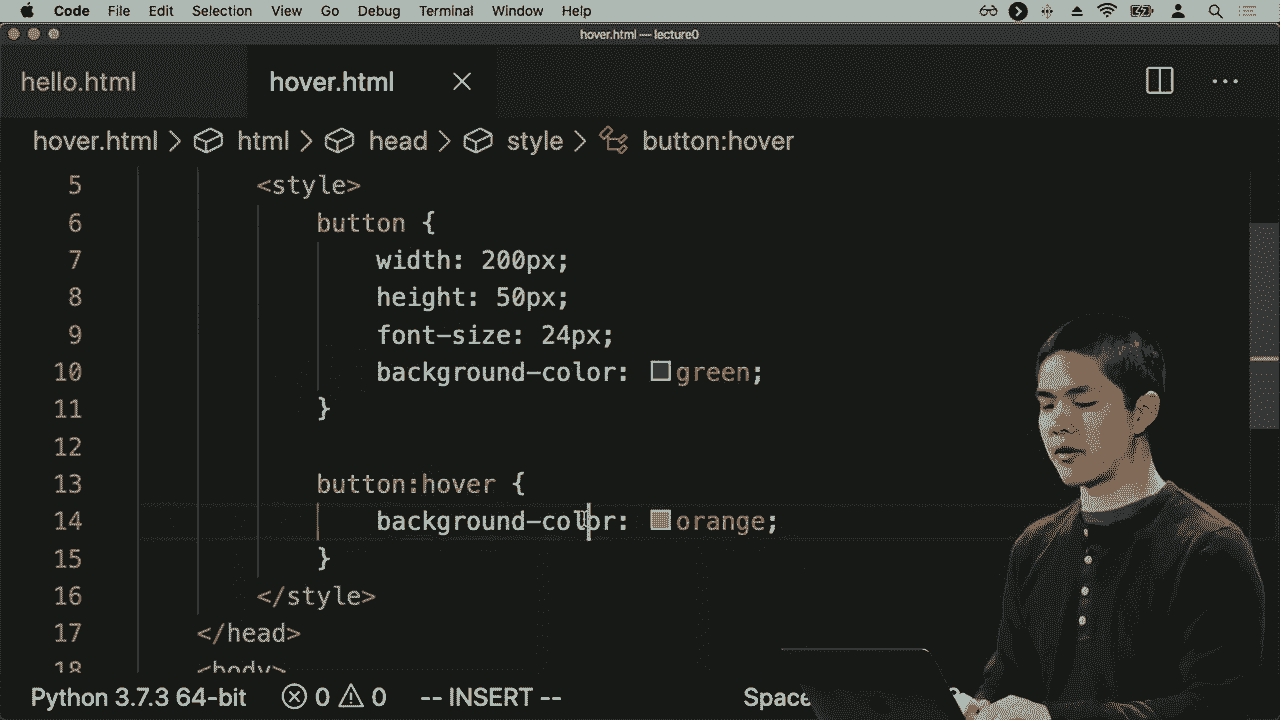 Code File Edit Selection View Go Debug Terminal Window Help
hover.html — lecture0
hello.html hover.html
hover.html > html > head > style > button:hover
5 <style>
6 button {
7 width: 200px;
8 height: 50px;
9 font-size: 24px;
10 background-color: green;
11 }
12
13 button:hover {
14 background-color: orange;
15 }
16 </style>
17 </head>
18 <body>
Python 3.7.3 64-bit 0 0 -- INSERT --